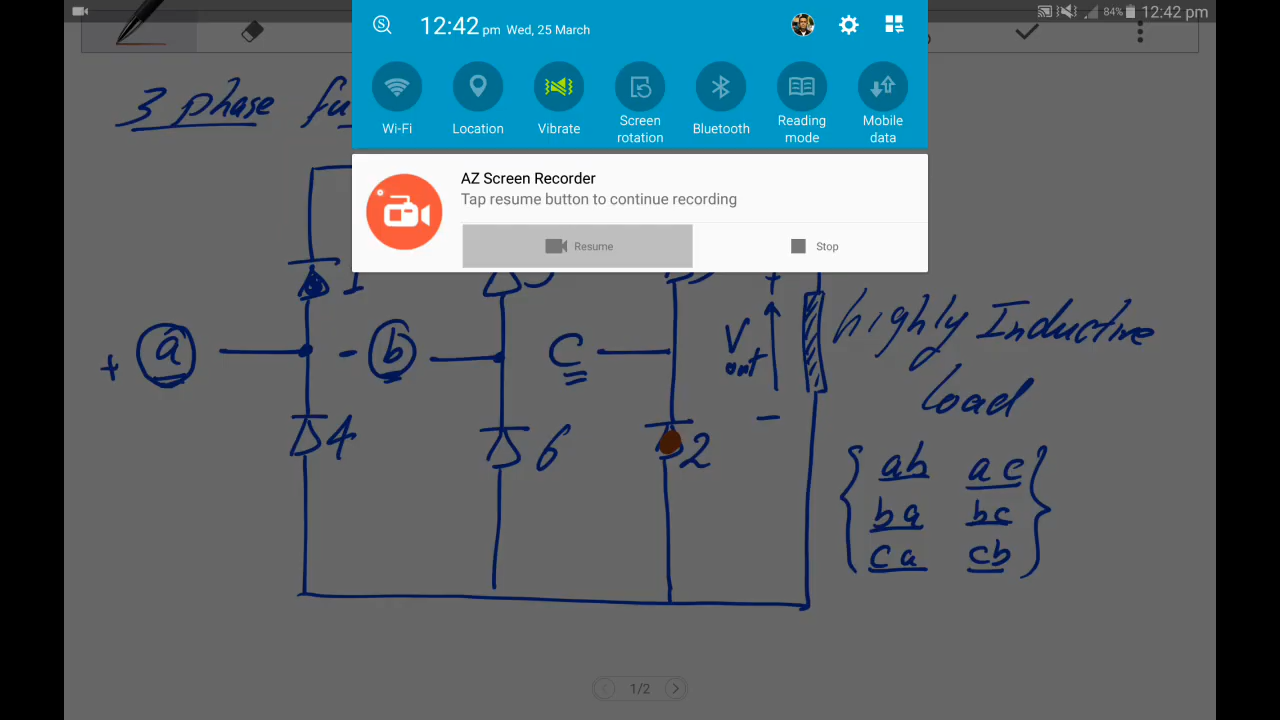 12:42 pm Wed, 25 March
84% 12:42 pm
Wi-Fi Location Vibrate Screen rotation Bluetooth Reading mode Mobile data
AZ Screen Recorder
Tap resume button to continue recording
Resume Stop
3 phase fu
1
+ a - b c
+
V out
-
highly Inductive
load
4 6 2
{ ab ac }
ba bc
ca cb
1/2